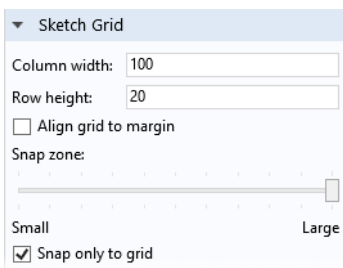 Sketch Grid
Column width: 100
Row height: 20
Align grid to margin
Snap zone:
Small Large
Snap only to grid